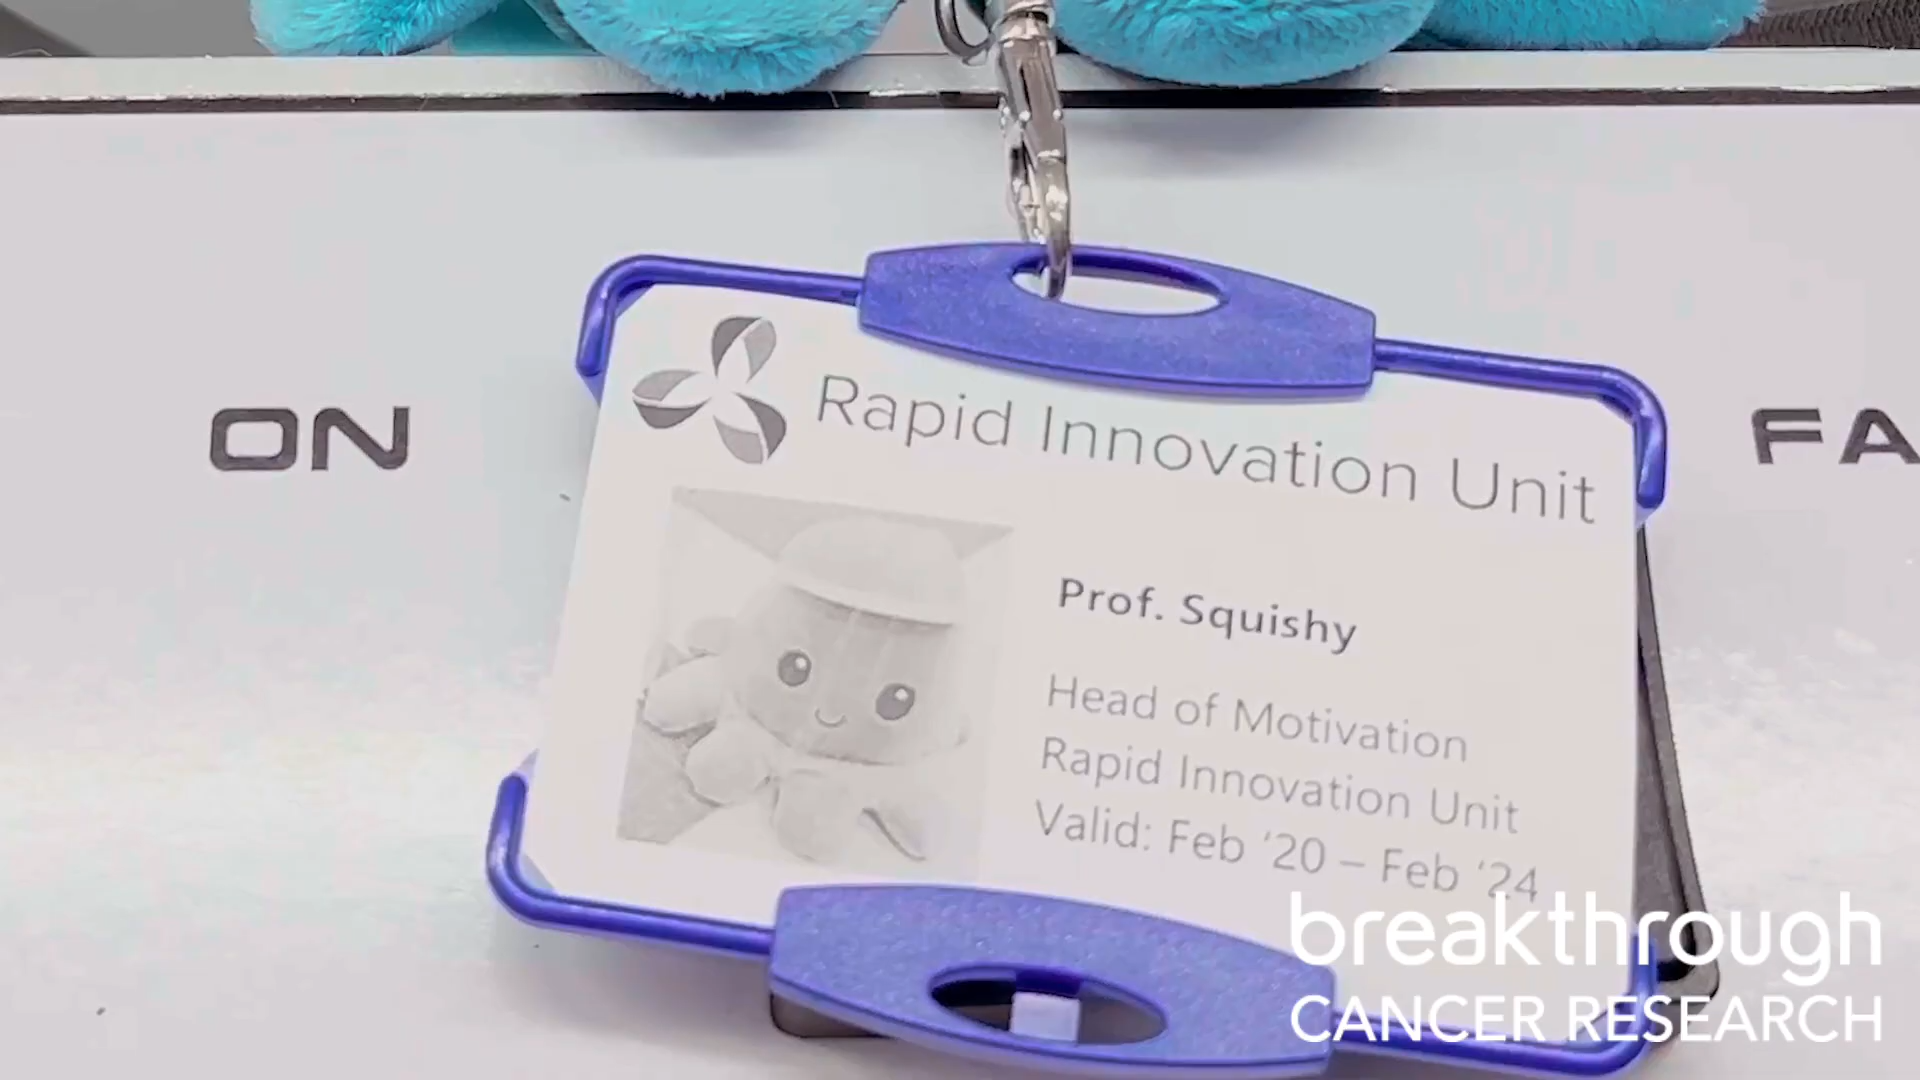 ON
FA
Rapid Innovation Unit
Prof. Squishy
Head of Motivation
Rapid Innovation Unit
Valid: Feb ‘20 – Feb ‘24
breakthrough
CANCER RESEARCH